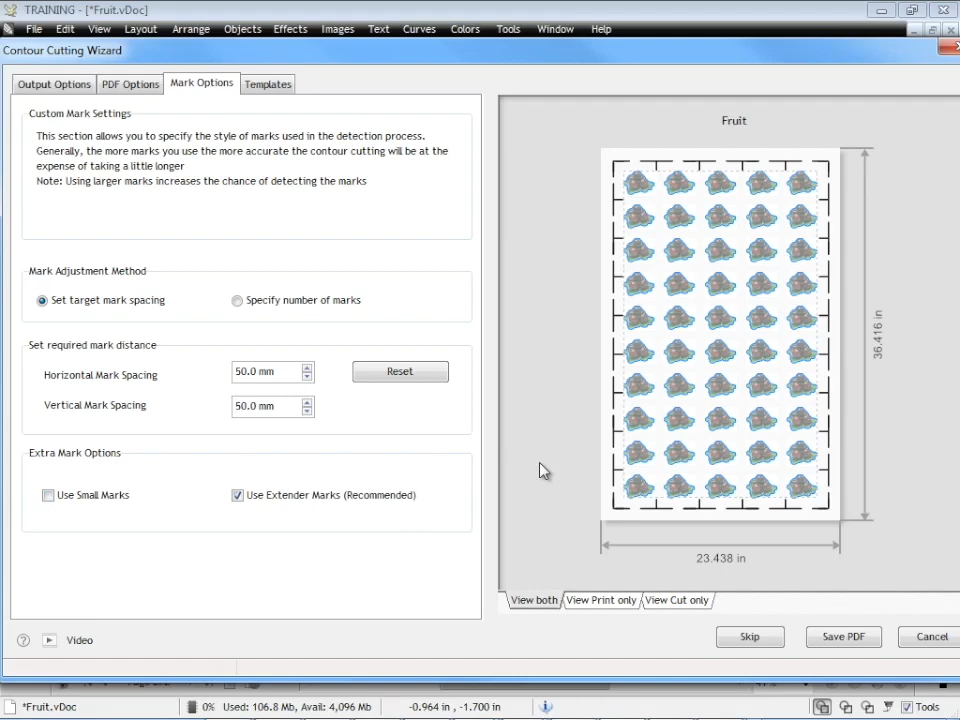 TRAINING - [*Fruit.vDoc]
File Edit View Layout Arrange Objects Effects Images Text Curves Colors Tools Window Help
Contour Cutting Wizard
Output Options PDF Options Mark Options Templates
Custom Mark Settings
This section allows you to specify the style of marks used in the detection process.
Generally, the more marks you use the more accurate the contour cutting will be at the
expense of taking a little longer
Note: Using larger marks increases the chance of detecting the marks
Mark Adjustment Method
Set target mark spacing Specify number of marks
Set required mark distance
Horizontal Mark Spacing 50.0 mm Reset
Vertical Mark Spacing 50.0 mm
Extra Mark Options
Use Small Marks Use Extender Marks (Recommended)
Fruit
36.416 in
23.438 in
View both View Print only View Cut only
Video Skip Save PDF Cancel
*Fruit.vDoc 0% Used: 106.8 Mb, Avail: 4,096 Mb -0.964 in , -1.700 in Tools